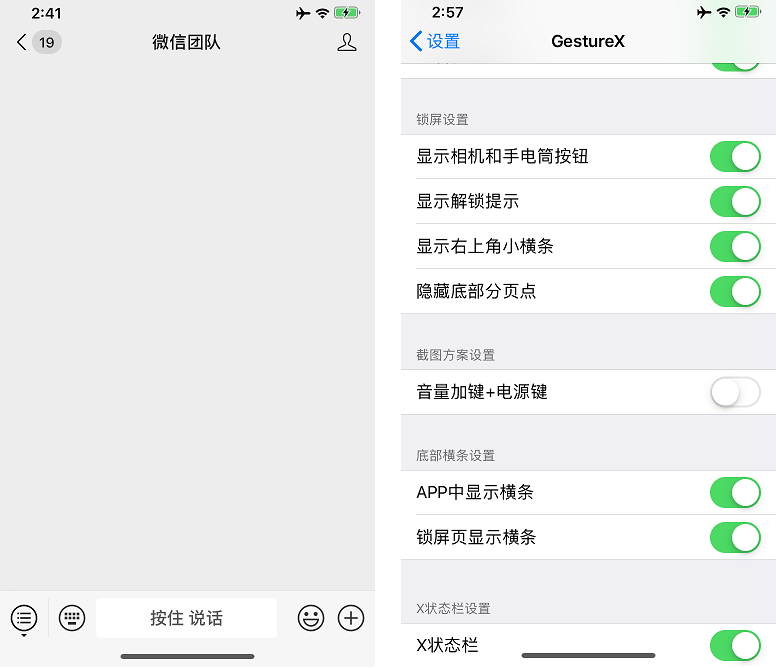 2:41
19
微信团队
按住 说话
2:57
设置
GestureX
锁屏设置
显示相机和手电筒按钮
显示解锁提示
显示右上角小横条
隐藏底部分页点
截图方案设置
音量加键+电源键
底部横条设置
APP中显示横条
锁屏页显示横条
X状态栏设置
X状态栏